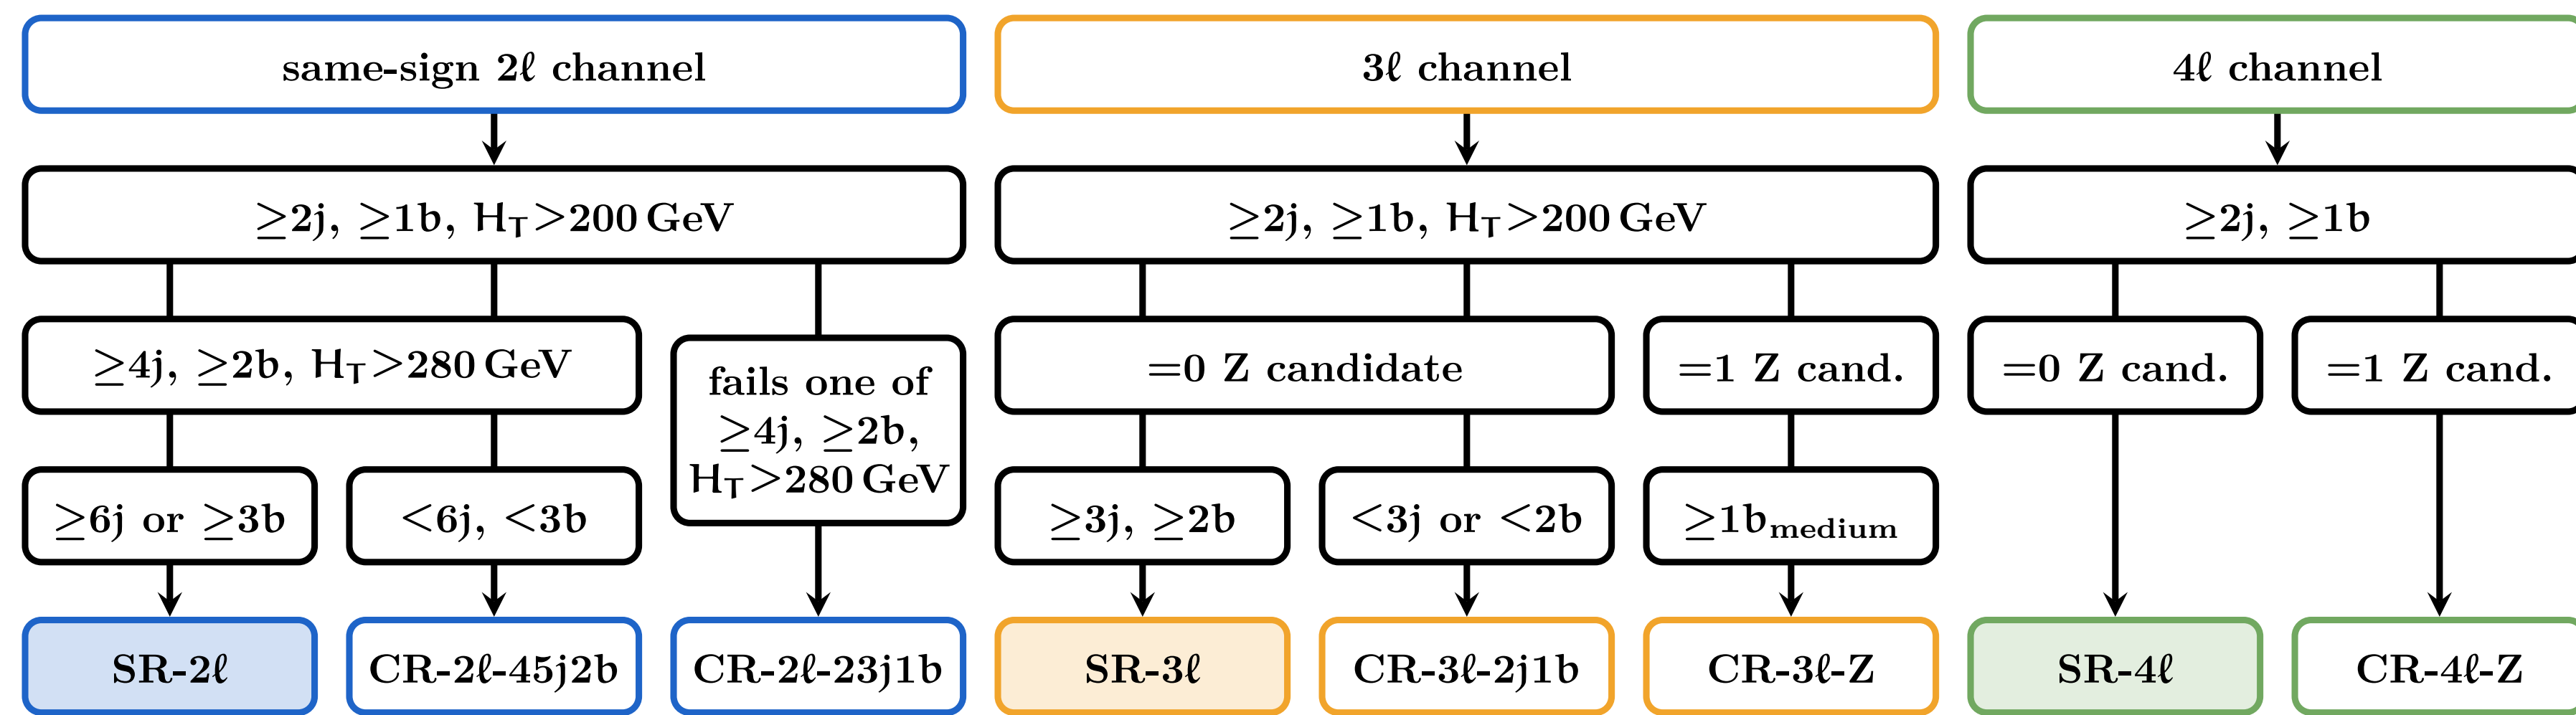 same-sign 2ℓ channel
3ℓ channel
4ℓ channel
≥2j, ≥1b, H_T>200 GeV
≥2j, ≥1b, H_T>200 GeV
≥2j, ≥1b
≥4j, ≥2b, H_T>280 GeV
fails one of
≥4j, ≥2b,
H_T>280 GeV
=0 Z candidate
=1 Z cand.
=0 Z cand.
=1 Z cand.
≥6j or ≥3b
<6j, <3b
≥3j, ≥2b
<3j or <2b
≥1b_medium
SR-2ℓ
CR-2ℓ-45j2b
CR-2ℓ-23j1b
SR-3ℓ
CR-3ℓ-2j1b
CR-3ℓ-Z
SR-4ℓ
CR-4ℓ-Z